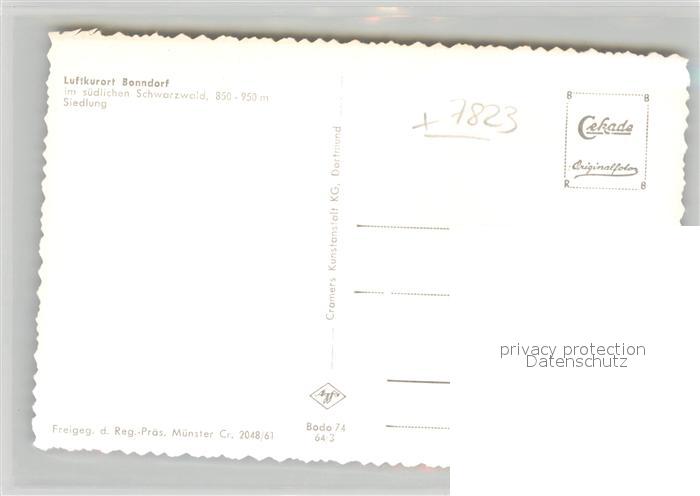 Luftkurort Bonndorf
im südlichen Schwarzwald, 850 - 950 m
Siedlung
+ 7823
B B
Cekade
Originalfoto
R B
Cramers Kunstanstalt KG, Dortmund
privacy protection
Datenschutz
Agfa
Bodo 74
64/3
Freigeg. d. Reg.-Präs. Münster Cr. 2048/61